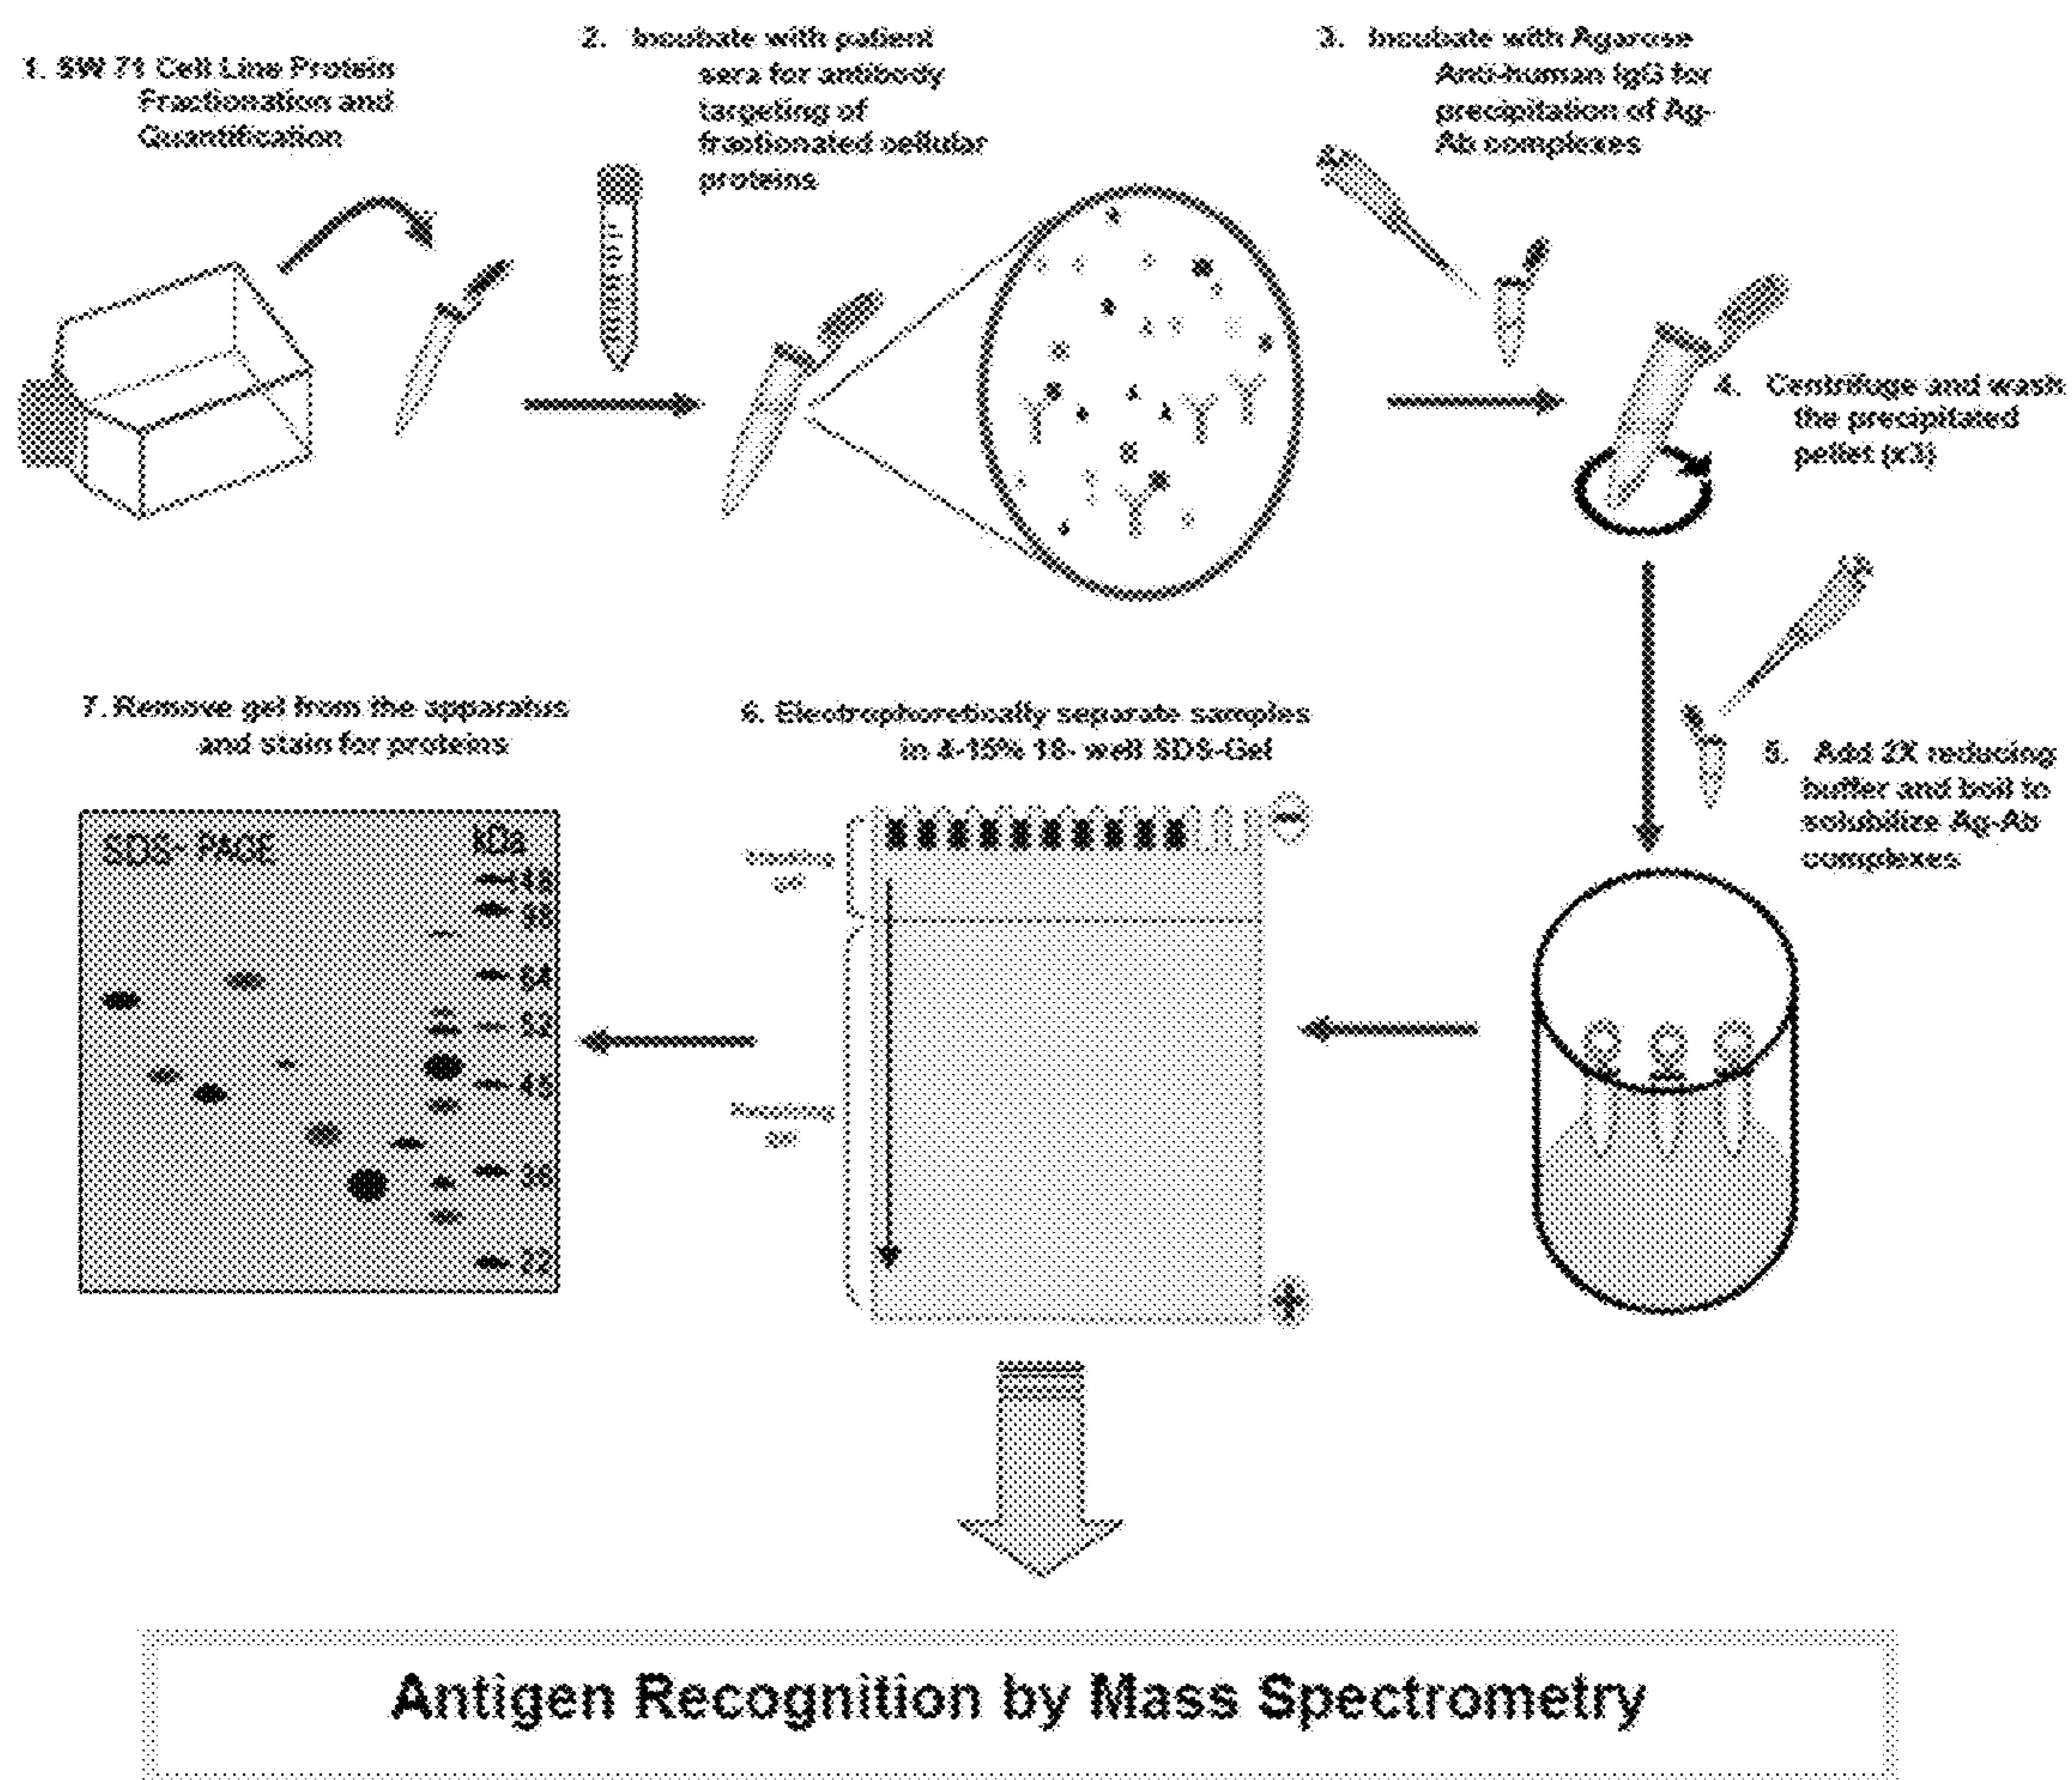 1. SW 71 Cell Line Protein
Fractionation and
Quantification
2. Incubate with patient
sera for antibody
targeting of
fractionated cellular
proteins
3. Incubate with Agarose
Anti-human IgG for
precipitation of Ag-
Ab complexes
4. Centrifuge and wash
the precipitated
pellet (x3)
5. Add 2X reducing
buffer and boil to
solubilize Ag-Ab
complexes
6. Electrophoretically separate samples
in 4-15% 18- well SDS-Gel
gel
gel
−
+
7. Remove gel from the apparatus
and stain for proteins
SDS- PAGE
kDa
98
64
52
45
36
22
Antigen Recognition by Mass Spectrometry